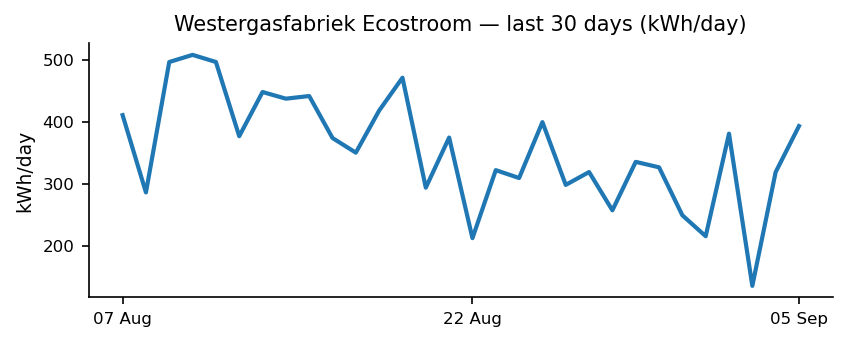 Westergasfabriek Ecostroom — last 30 days (kWh/day)
kWh/day
500
400
300
200
07 Aug
22 Aug
05 Sep